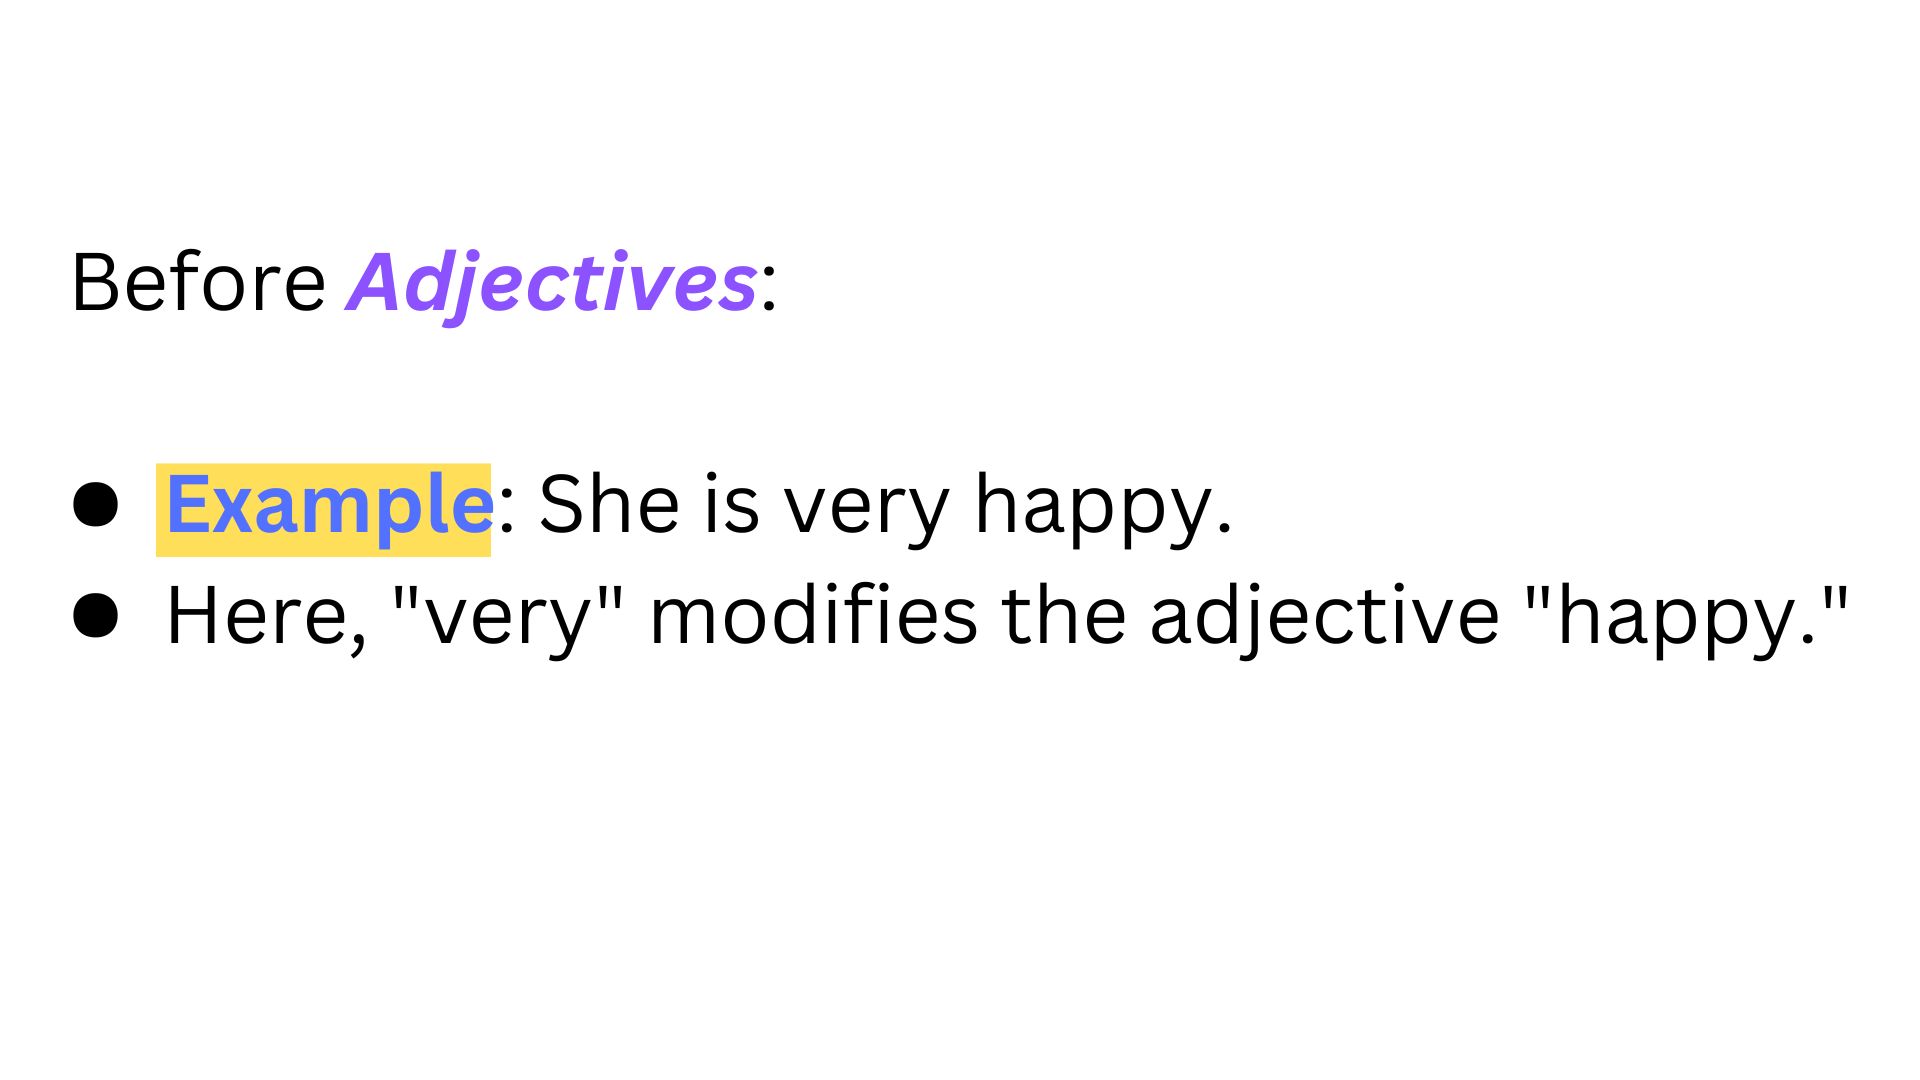 Before Adjectives:
● Example: She is very happy.
● Here, "very" modifies the adjective "happy."